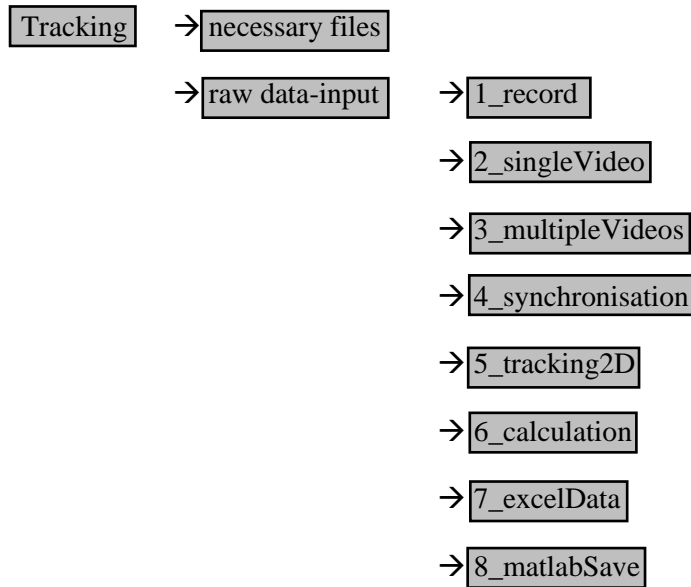 Tracking → necessary files
→ raw data-input → 1_record
→ 2_singleVideo
→ 3_multipleVideos
→ 4_synchronisation
→ 5_tracking2D
→ 6_calculation
→ 7_excelData
→ 8_matlabSave